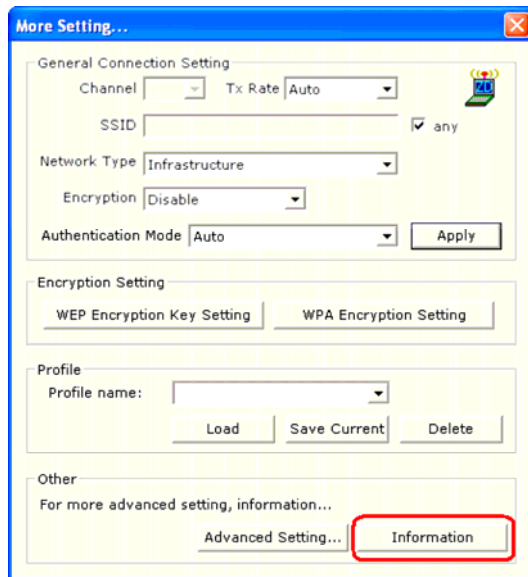 More Setting...
General Connection Setting
Channel Tx Rate Auto
SSID any
Network Type Infrastructure
Encryption Disable
Authentication Mode Auto Apply
Encryption Setting
WEP Encryption Key Setting WPA Encryption Setting
Profile
Profile name:
Load Save Current Delete
Other
For more advanced setting, information...
Advanced Setting... Information
ZD